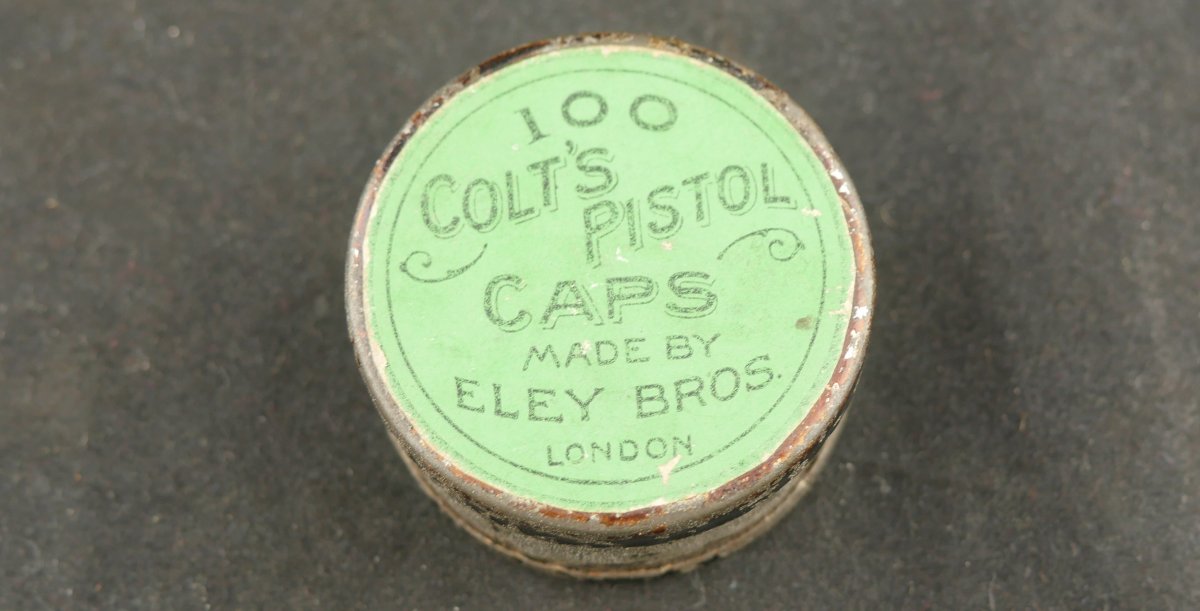 100
COLT'S
PISTOL
CAPS
MADE BY
ELEY BROS.
LONDON